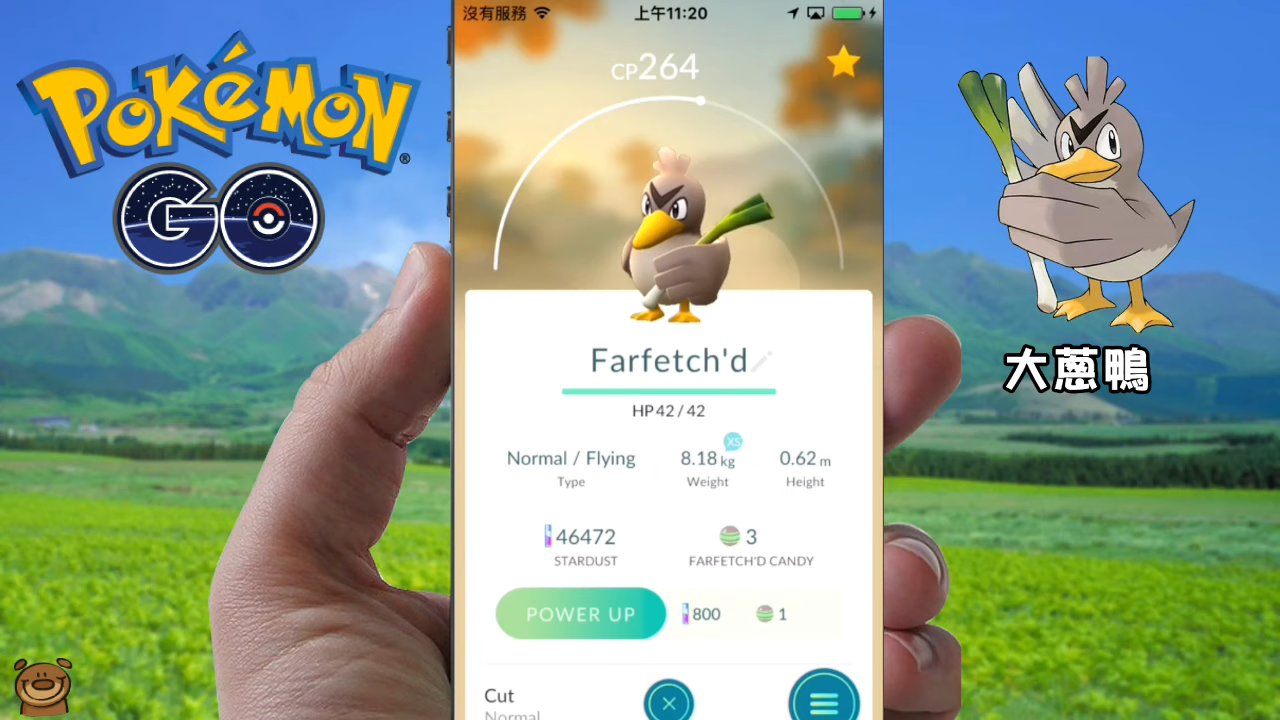 POKÉMON
GO
沒有服務
上午11:20
CP264
Farfetch'd
HP 42 / 42
XS
Normal / Flying
8.18 kg
0.62 m
Type
Weight
Height
46472
3
STARDUST
FARFETCH'D CANDY
POWER UP
800
1
Cut
Normal
大蔥鴨